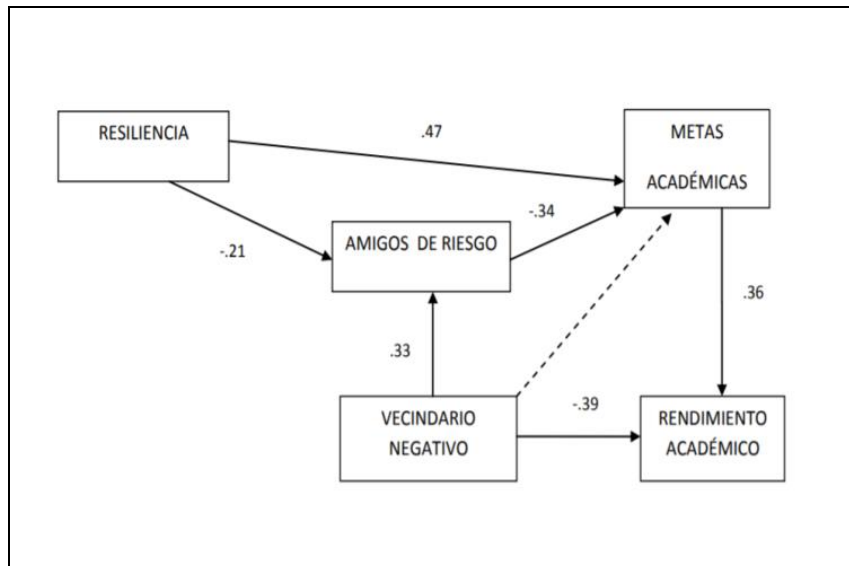 RESILIENCIA
.47
METAS
ACADÉMICAS
-.34
-.21
AMIGOS DE RIESGO
.36
.33
VECINDARIO
NEGATIVO
-.39
RENDIMIENTO
ACADÉMICO